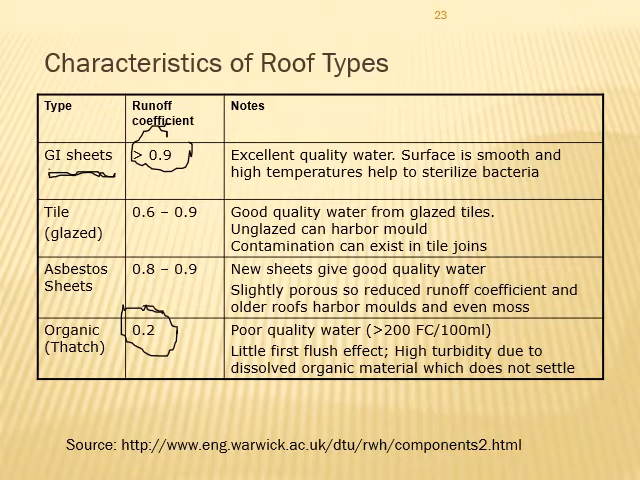 23
Characteristics of Roof Types
Type
Runoff
coefficient
Notes
GI sheets
> 0.9
Excellent quality water. Surface is smooth and
high temperatures help to sterilize bacteria
Tile
(glazed)
0.6 – 0.9
Good quality water from glazed tiles.
Unglazed can harbor mould
Contamination can exist in tile joins
Asbestos
Sheets
0.8 – 0.9
New sheets give good quality water
Slightly porous so reduced runoff coefficient and
older roofs harbor moulds and even moss
Organic
(Thatch)
0.2
Poor quality water (>200 FC/100ml)
Little first flush effect; High turbidity due to
dissolved organic material which does not settle
Source: http://www.eng.warwick.ac.uk/dtu/rwh/components2.html